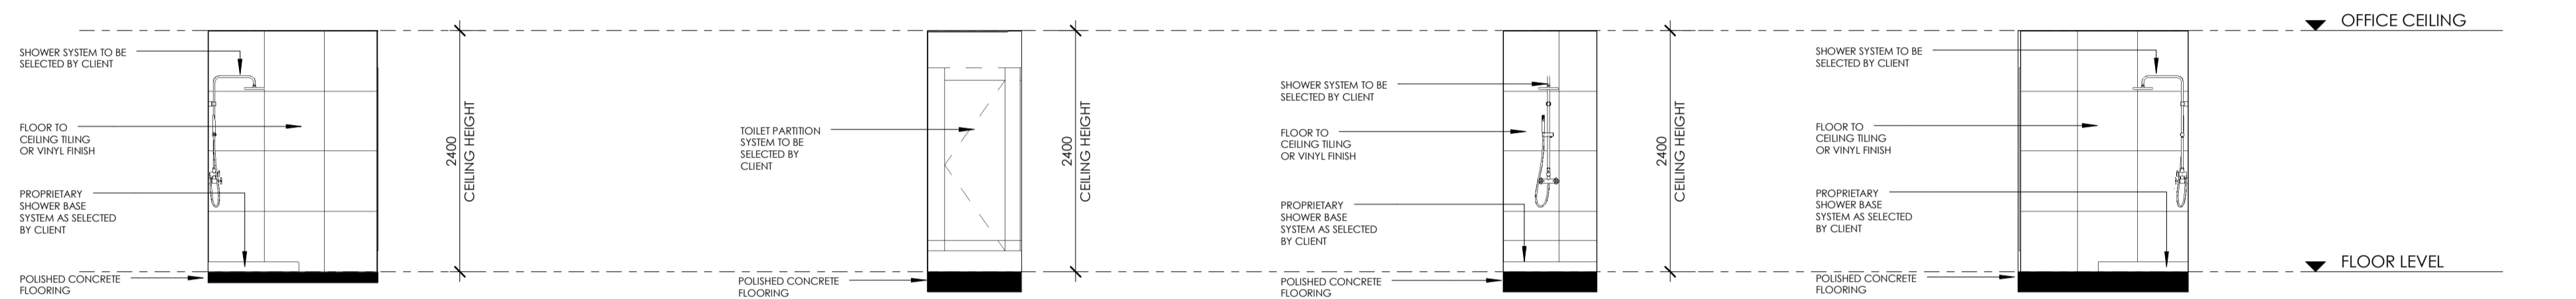 SHOWER SYSTEM TO BE
SELECTED BY CLIENT
FLOOR TO
CEILING TILING
OR VINYL FINISH
PROPRIETARY
SHOWER BASE
SYSTEM AS SELECTED
BY CLIENT
POLISHED CONCRETE
FLOORING
2400
CEILING HEIGHT
TOILET PARTITION
SYSTEM TO BE
SELECTED BY
CLIENT
POLISHED CONCRETE
FLOORING
2400
CEILING HEIGHT
SHOWER SYSTEM TO BE
SELECTED BY CLIENT
FLOOR TO
CEILING TILING
OR VINYL FINISH
PROPRIETARY
SHOWER BASE
SYSTEM AS SELECTED
BY CLIENT
POLISHED CONCRETE
FLOORING
2400
CEILING HEIGHT
SHOWER SYSTEM TO BE
SELECTED BY CLIENT
FLOOR TO
CEILING TILING
OR VINYL FINISH
PROPRIETARY
SHOWER BASE
SYSTEM AS SELECTED
BY CLIENT
POLISHED CONCRETE
FLOORING
OFFICE CEILING
FLOOR LEVEL